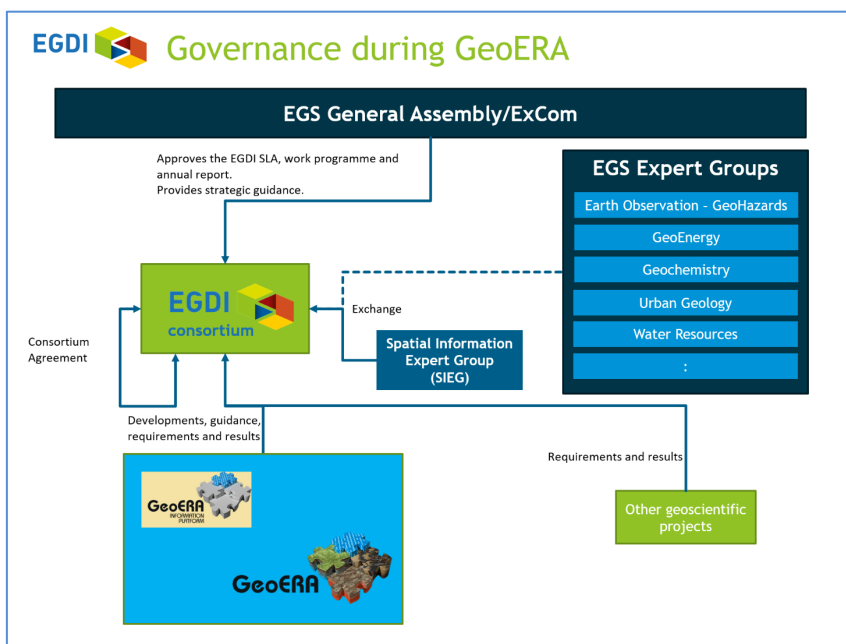 EGDI Governance during GeoERA
EGS General Assembly/ExCom
Approves the EGDI SLA, work programme and
annual report.
Provides strategic guidance.
EGS Expert Groups
Earth Observation - GeoHazards
GeoEnergy
Geochemistry
Urban Geology
Water Resources
:
EGDI
consortium
Exchange
Spatial Information
Expert Group
(SIEG)
Consortium
Agreement
Developments, guidance,
requirements and results
Requirements and results
GeoERA
INFORMATION
PLATFORM
GeoERA
Other geoscientific
projects